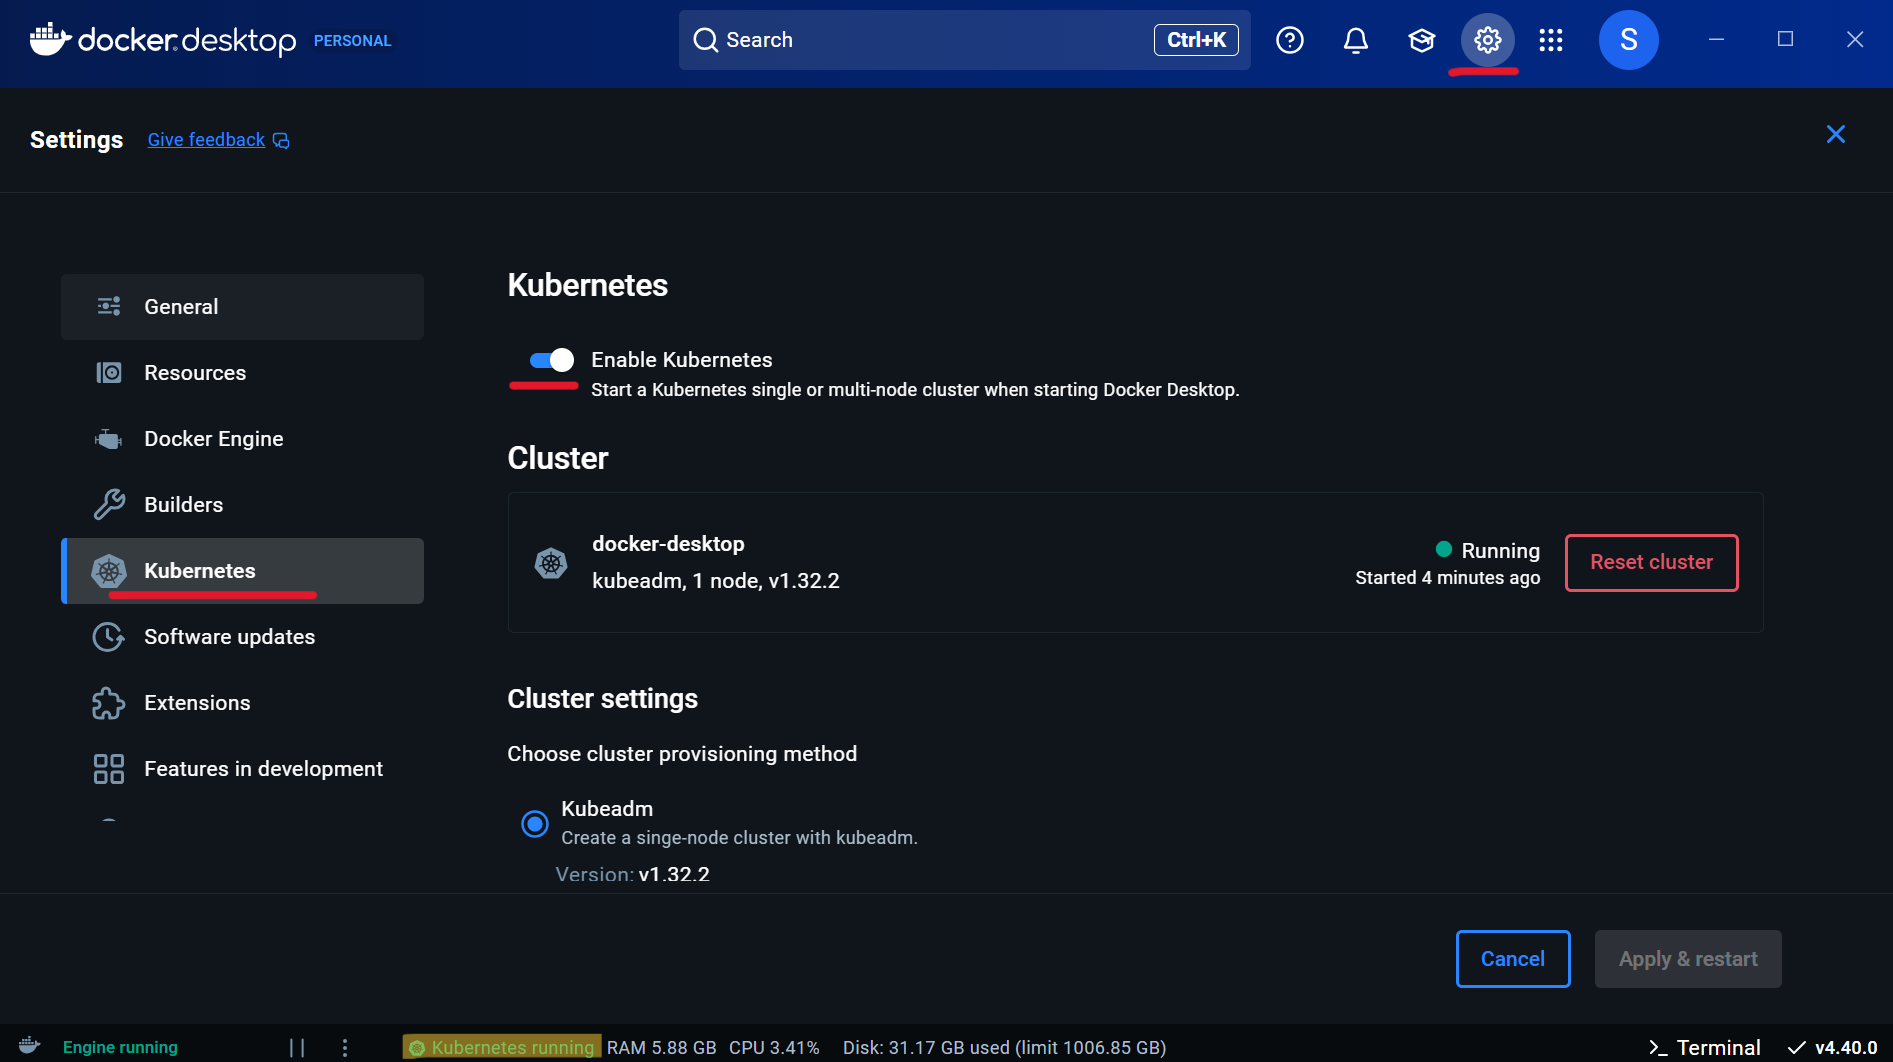 docker desktop PERSONAL
Search Ctrl+K
S
Settings Give feedback
General
Resources
Docker Engine
Builders
Kubernetes
Software updates
Extensions
Features in development
Kubernetes
Enable Kubernetes
Start a Kubernetes single or multi-node cluster when starting Docker Desktop.
Cluster
docker-desktop
kubeadm, 1 node, v1.32.2
Running
Started 4 minutes ago
Reset cluster
Cluster settings
Choose cluster provisioning method
Kubeadm
Create a singe-node cluster with kubeadm.
Version: v1.32.2
Cancel Apply & restart
Engine running Kubernetes running RAM 5.88 GB CPU 3.41% Disk: 31.17 GB used (limit 1006.85 GB) >_ Terminal v4.40.0